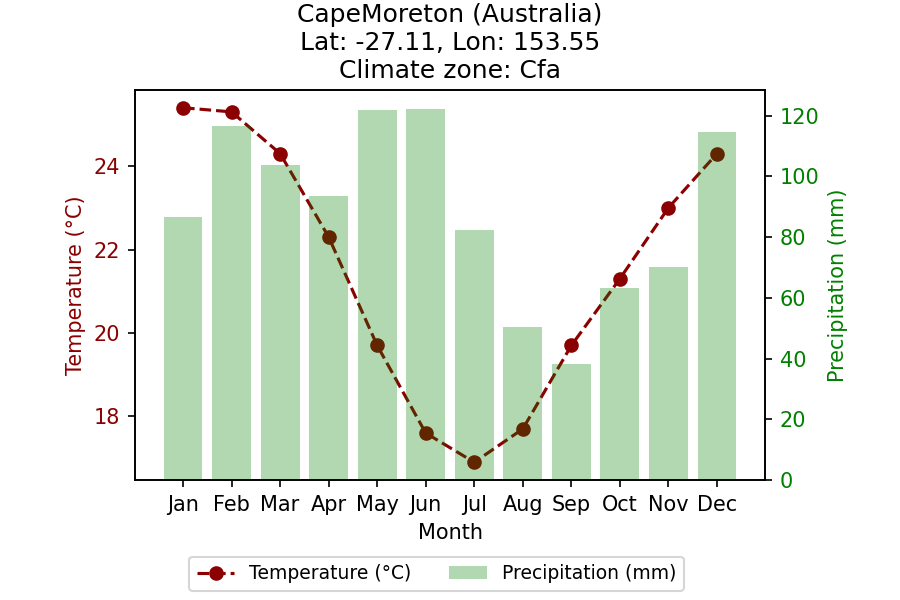 CapeMoreton (Australia)
Lat: -27.11, Lon: 153.55
Climate zone: Cfa
24
22
20
18
Temperature (°C)
120
100
80
60
40
20
0
Precipitation (mm)
Jan Feb Mar Apr May Jun Jul Aug Sep Oct Nov Dec
Month
Temperature (°C) Precipitation (mm)